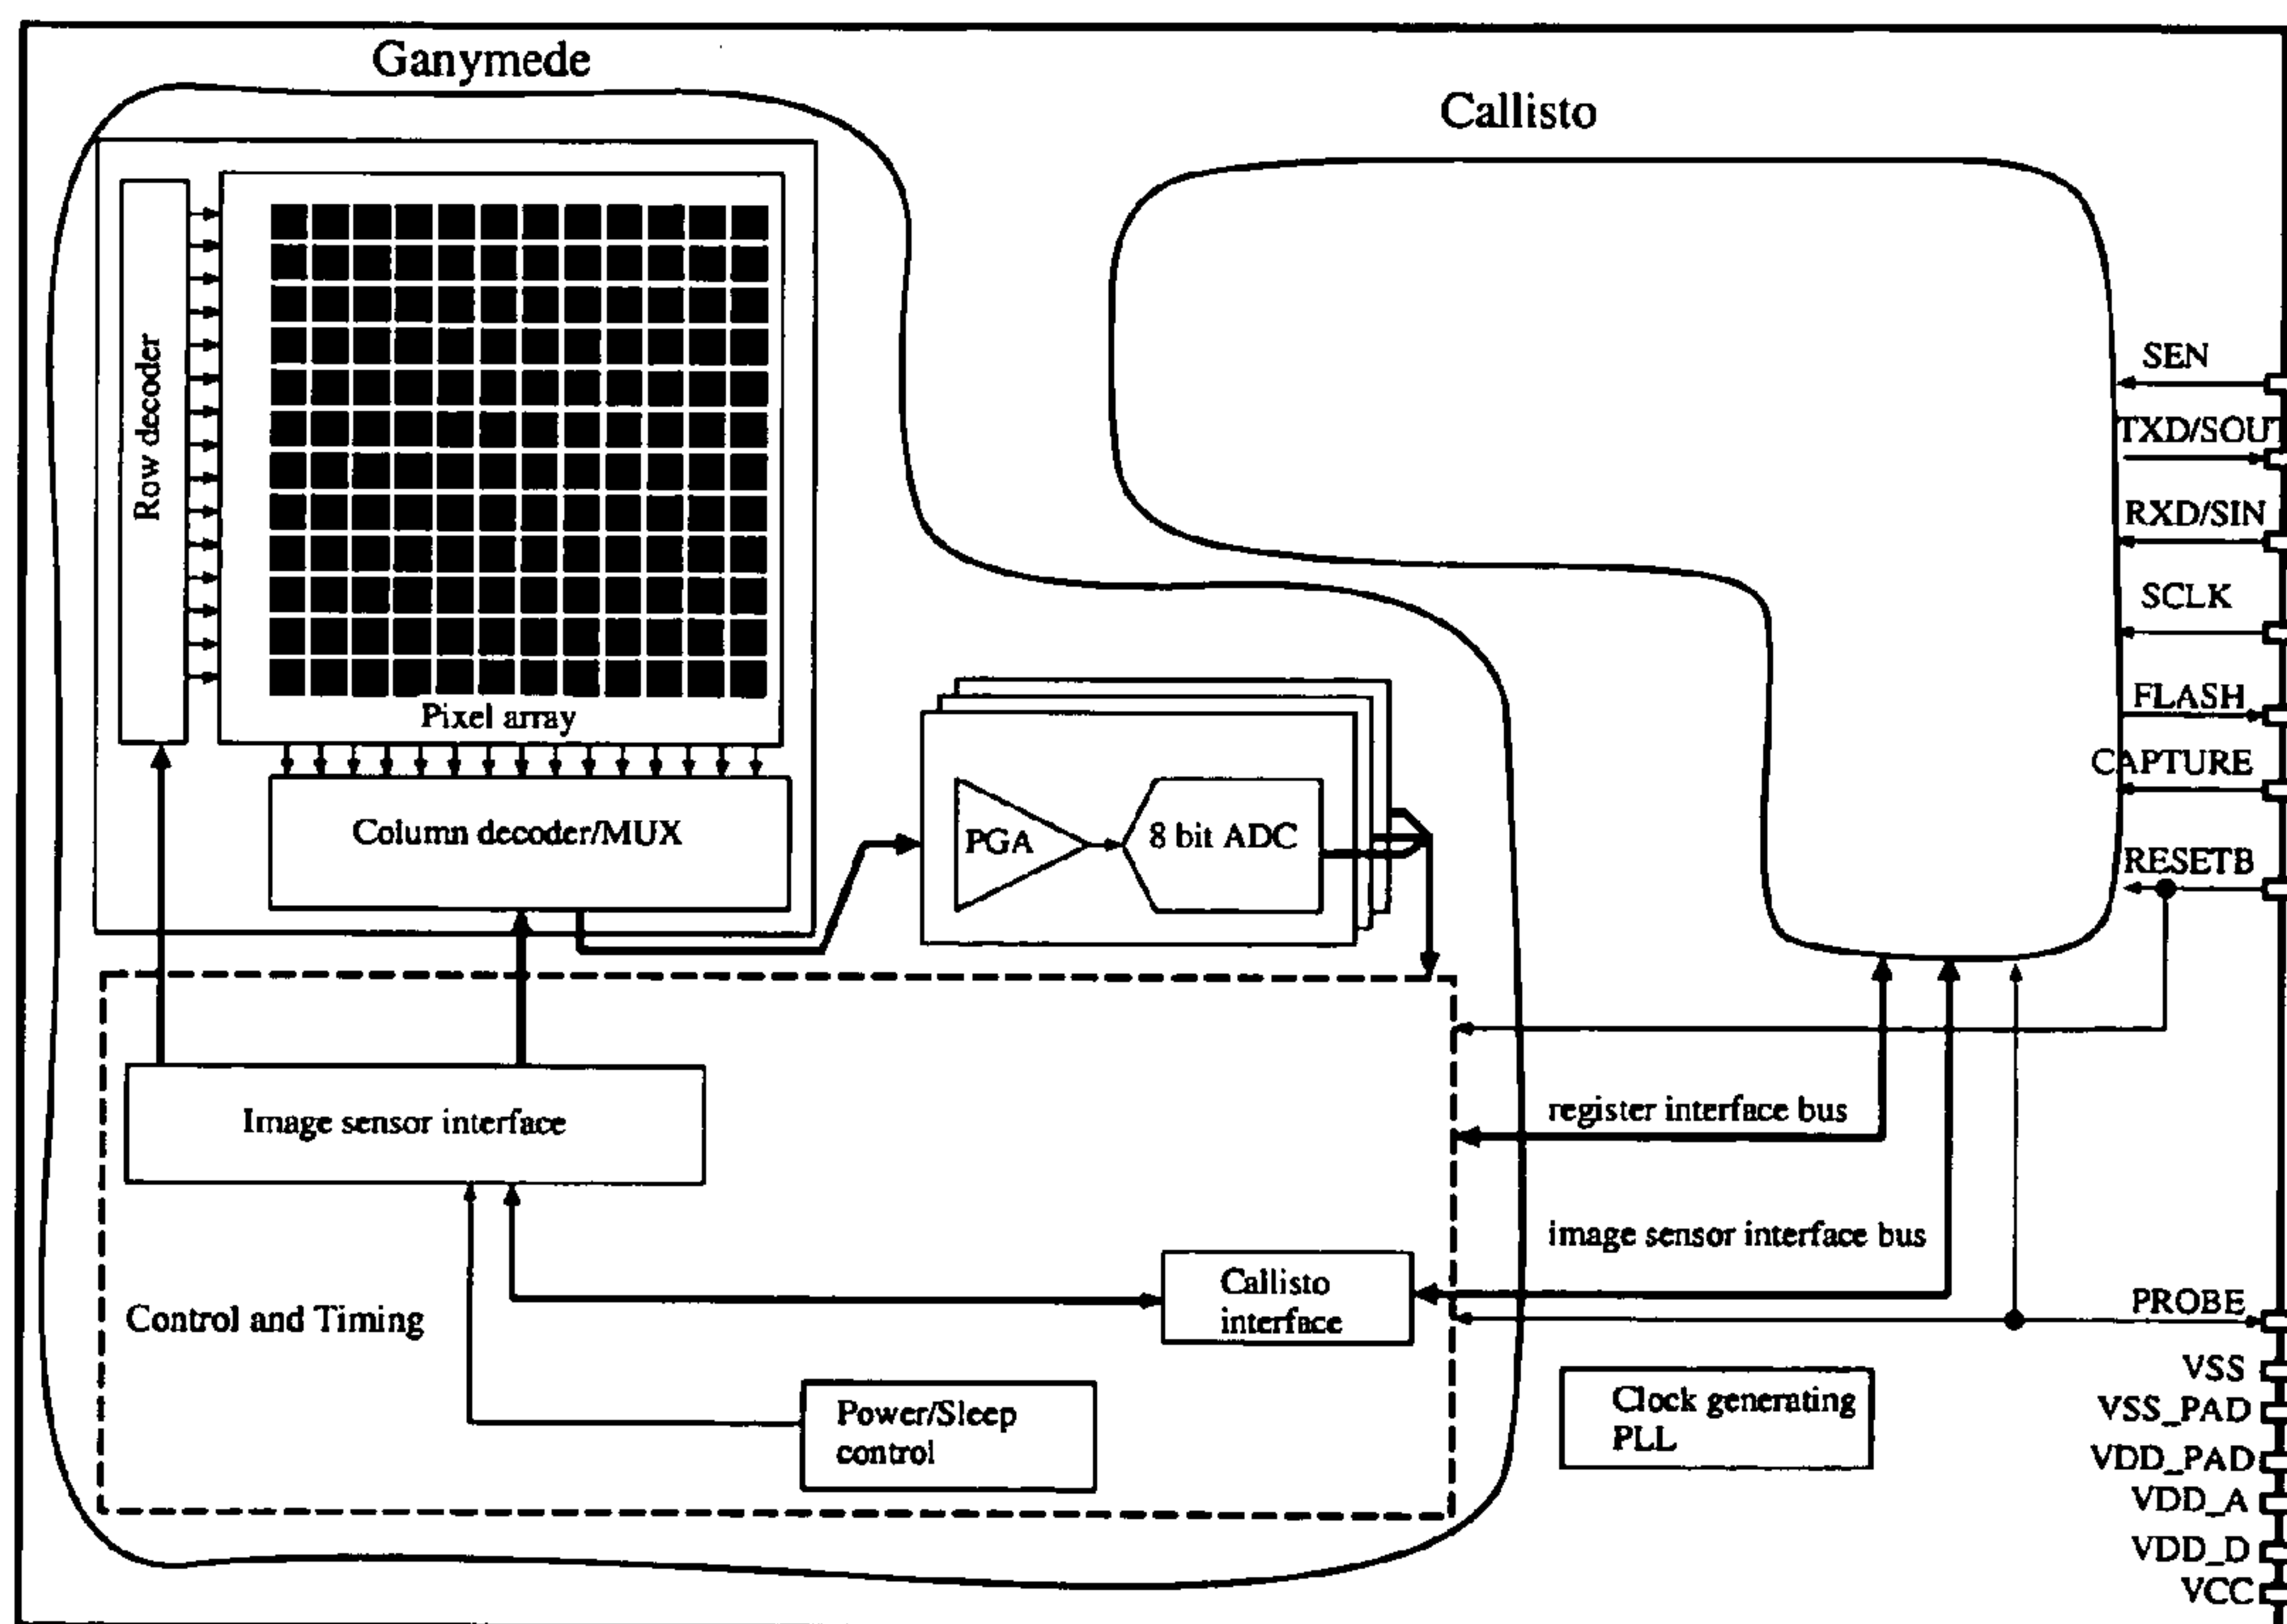 Ganymede
Callisto
Row decoder
Pixel array
Column decoder/MUX
PGA
8 bit ADC
SEN
TXD/SOUT
RXD/SIN
SCLK
FLASH
CAPTURE
RESETB
Image sensor interface
register interface bus
image sensor interface bus
Callisto
interface
Control and Timing
Power/Sleep
control
Clock generating
PLL
PROBE
VSS
VSS_PAD
VDD_PAD
VDD_A
VDD_D
VCC